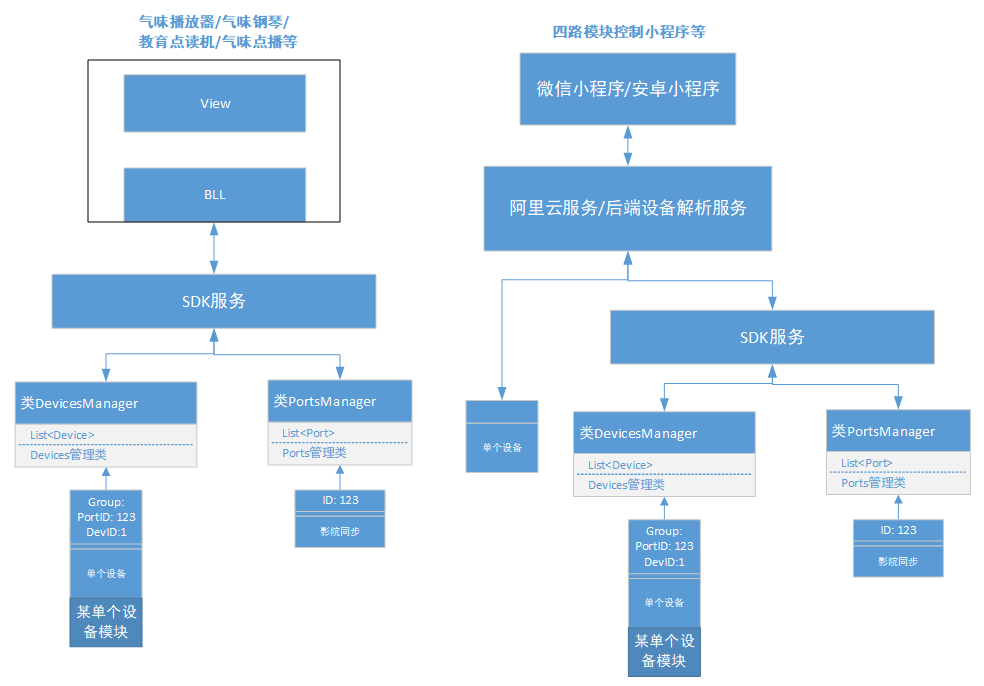 气味播放器/气味钢琴/
教育点读机/气味点播等
View
BLL
SDK服务
类DevicesManager
List<Device>
Devices管理类
类PortsManager
List<Port>
Ports管理类
Group:
PortID: 123
DevID:1
单个设备
某单个设
备模块
ID: 123
影院同步
四路模块控制小程序等
微信小程序/安卓小程序
阿里云服务/后端设备解析服务
单个设备
SDK服务
类DevicesManager
List<Device>
Devices管理类
类PortsManager
List<Port>
Ports管理类
Group:
PortID: 123
DevID:1
单个设备
某单个设
备模块
ID: 123
影院同步